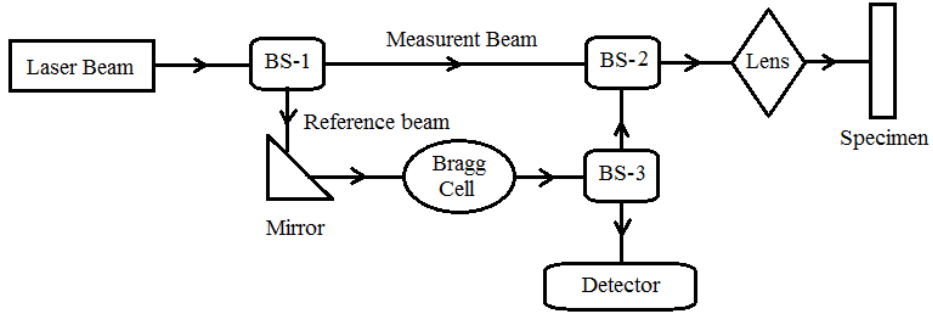 Measurent Beam
Laser Beam
BS-1
BS-2
Lens
Reference beam
Specimen
Bragg
Cell
BS-3
Mirror
Detector